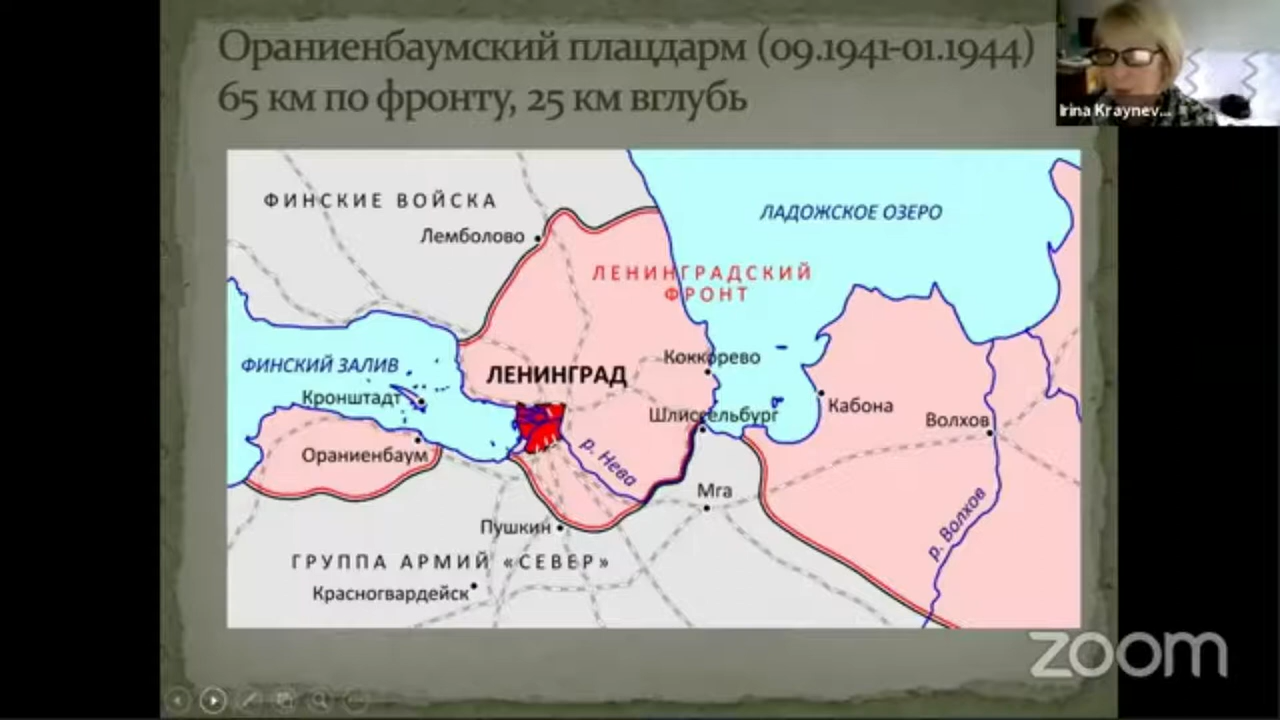 Ораниенбаумский плацдарм (09.1941-01.1944)
65 км по фронту, 25 км вглубь
Irina Kraynev...
ФИНСКИЕ ВОЙСКА
ЛАДОЖСКОЕ ОЗЕРО
Лемболово
ЛЕНИНГРАДСКИЙ
ФРОНТ
ФИНСКИЙ ЗАЛИВ
Коккорево
ЛЕНИНГРАД
Кронштадт
Шлиссельбург
Кабона
Волхов
Ораниенбаум
р. Нева
Мга
р. Волхов
Пушкин
ГРУППА АРМИЙ «СЕВЕР»
Красногвардейск
zoom